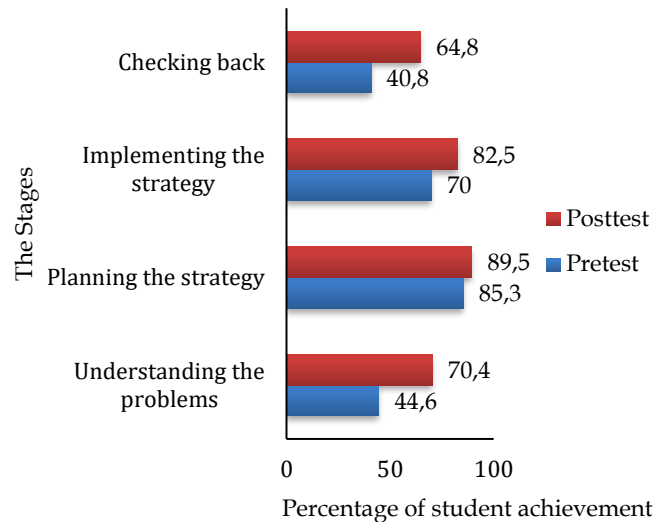 The Stages
Checking back
64,8
40,8
Implementing the
strategy
82,5
70
Planning the strategy
89,5
85,3
Understanding the
problems
70,4
44,6
Posttest
Pretest
0
50
100
Percentage of student achievement